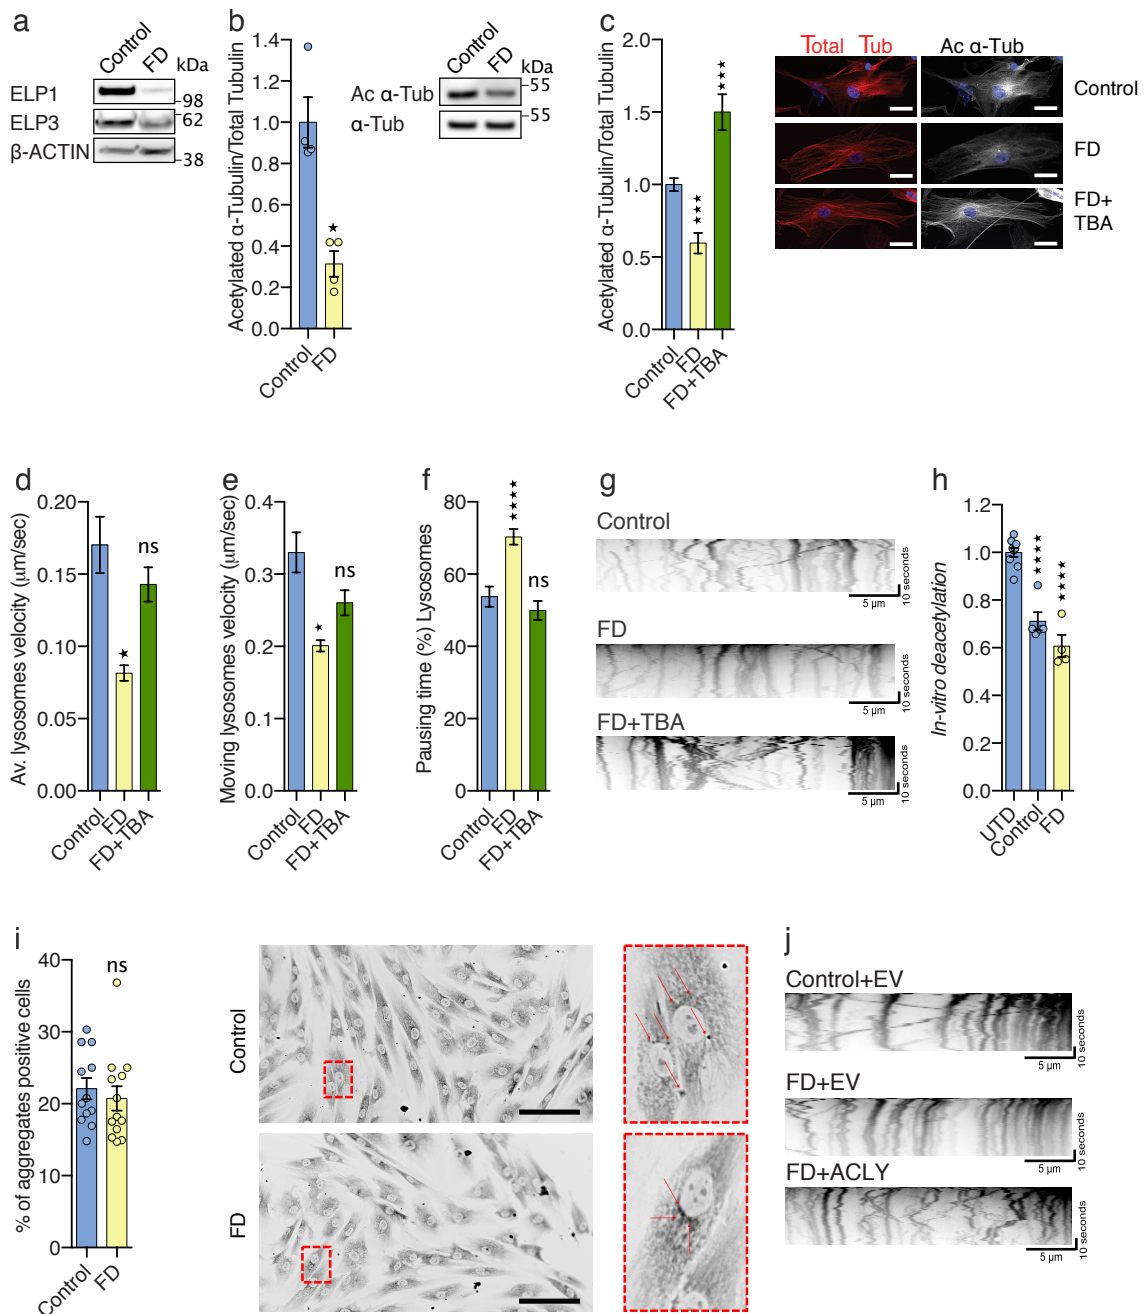 a
Control
FD
kDa
ELP1
98
ELP3
62
β-ACTIN
38
b
Acetylated α-Tubulin/Total Tubulin
1.4
1.2
1.0
0.8
0.6
0.4
0.2
0.0
★
Control
FD
Control
FD
kDa
Ac α-Tub
55
α-Tub
55
c
Acetylated α-Tubulin/Total Tubulin
2.0
1.5
1.0
0.5
0.0
★★★
★★★
Control
FD
FD+TBA
Total Tub
Ac α-Tub
Control
FD
FD+
TBA
d
Av. lysosomes velocity (μm/sec)
0.20
0.15
0.10
0.05
0.00
★
ns
Control
FD
FD+TBA
e
Moving lysosomes velocity (μm/sec)
0.4
0.3
0.2
0.1
0.0
★
ns
Control
FD
FD+TBA
f
Pausing time (%) Lysosomes
80
60
40
20
0
★★★★
ns
Control
FD
FD+TBA
g
Control
5 μm
10 seconds
FD
5 μm
10 seconds
FD+TBA
5 μm
10 seconds
h
In-vitro deacetylation
1.2
1.0
0.8
0.6
0.4
0.2
0.0
★★★★
★★★★
UTD
Control
FD
i
% of aggregates positive cells
40
30
20
10
0
ns
Control
FD
Control
FD
j
Control+EV
5 μm
10 seconds
FD+EV
5 μm
10 seconds
FD+ACLY
5 μm
10 seconds